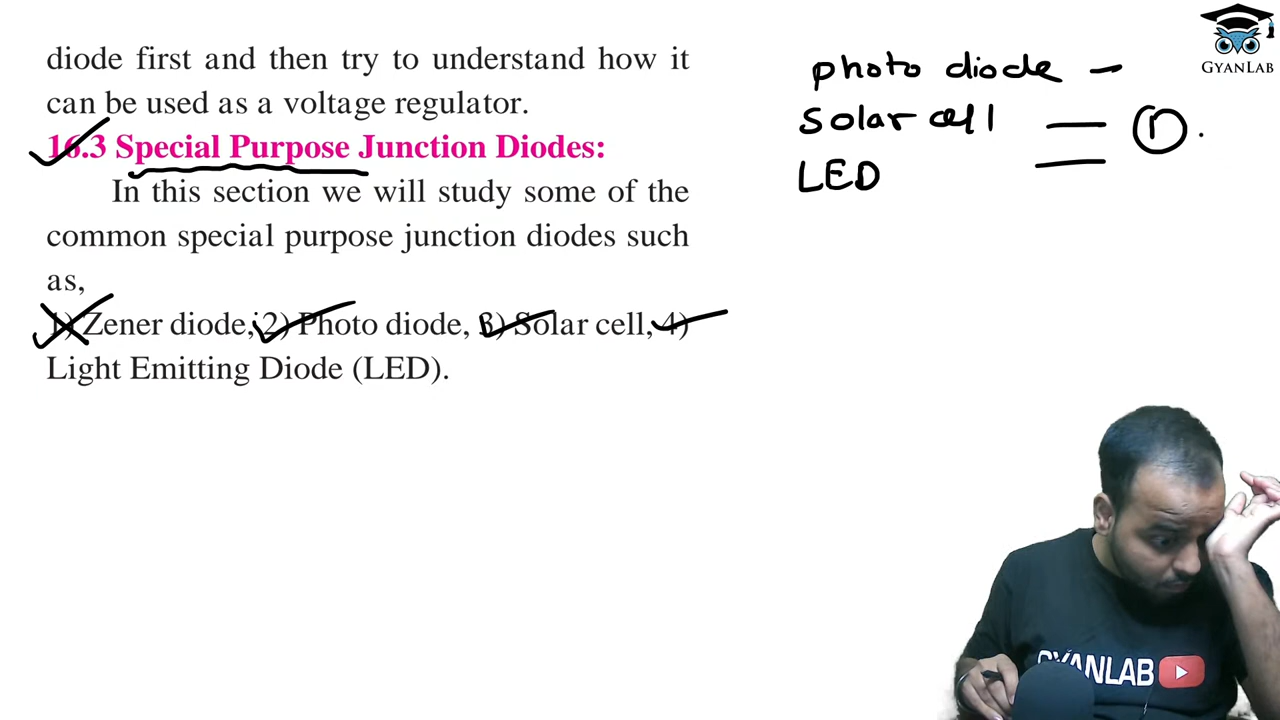 diode first and then try to understand how it
can be used as a voltage regulator.
16.3 Special Purpose Junction Diodes:
In this section we will study some of the
common special purpose junction diodes such
as,
1) Zener diode, 2) Photo diode, 3) Solar cell, 4)
Light Emitting Diode (LED).
photo diode –
solar cell
LED
1
GYANLAB
GYANLAB